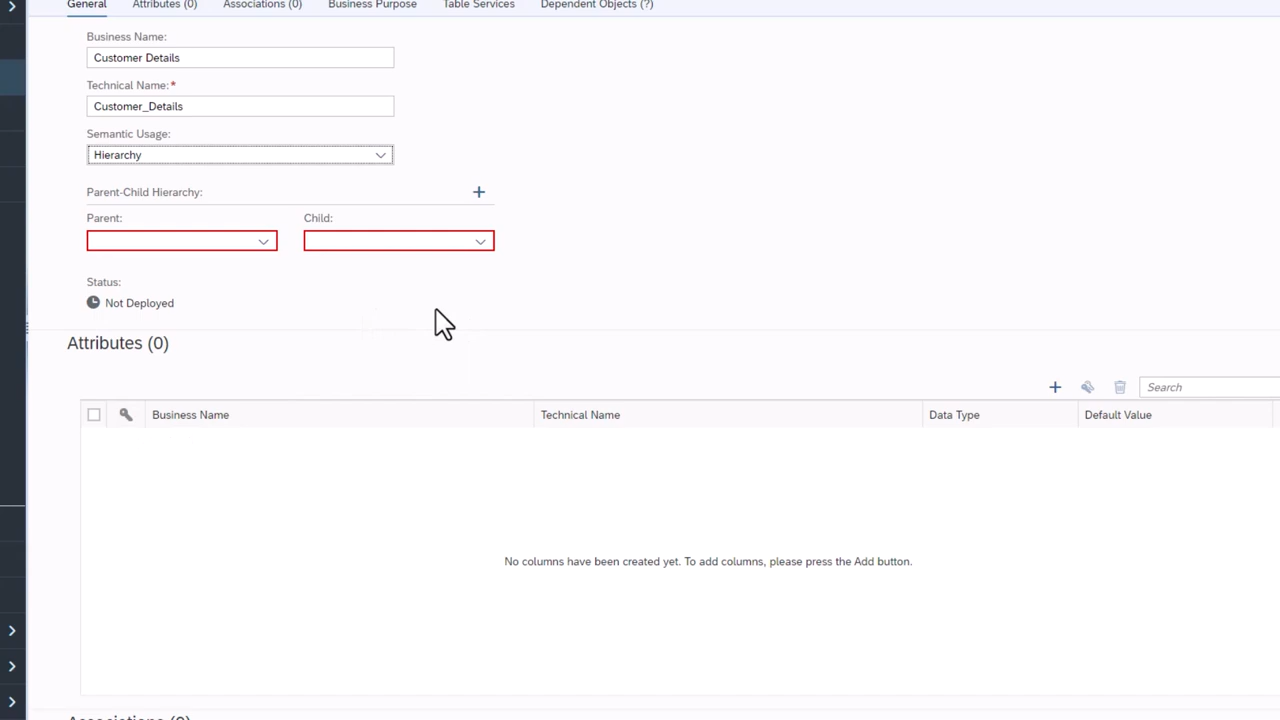 General Attributes (0) Associations (0) Business Purpose Table Services Dependent Objects (?)
Business Name:
Customer Details
Technical Name:*
Customer_Details
Semantic Usage:
Hierarchy
Parent-Child Hierarchy:
Parent: Child:
Status:
Not Deployed
Attributes (0)
Search
Business Name Technical Name Data Type Default Value
No columns have been created yet. To add columns, please press the Add button.
Associations (0)